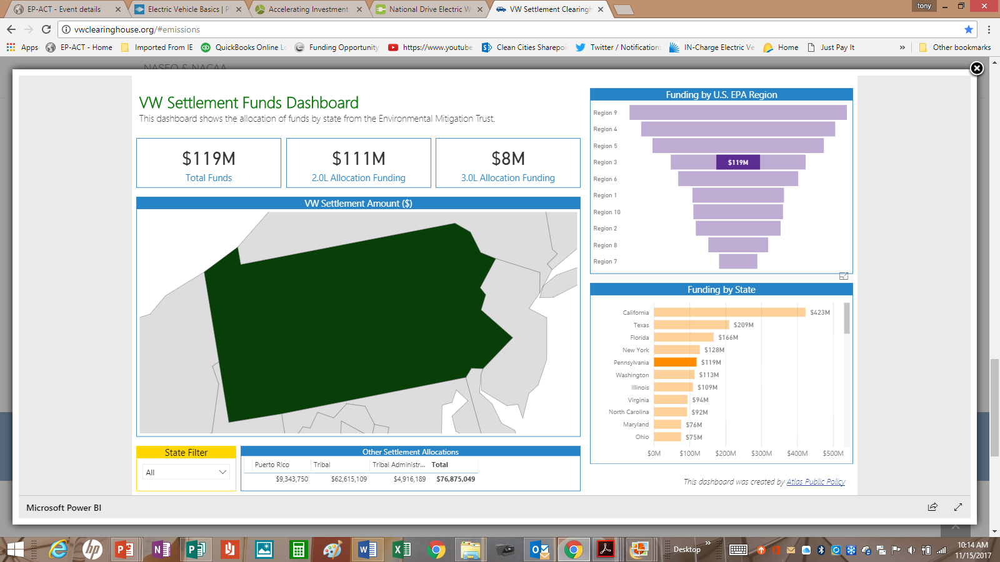 EP-ACT - Event details
Electric Vehicle Basics | P
Accelerating Investment
National Drive Electric W
VW Settlement Clearingh
tony
vwclearinghouse.org/#emissions
Apps
EP-ACT - Home
Imported From IE
QuickBooks Online L
Funding Opportunity
https://www.youtube
Clean Cities Sharepoi
Twitter / Notification
IN-Charge Electric Ve
Home
Just Pay It
»
Other bookmarks
NASEO & NACAA
VW Settlement Funds Dashboard
This dashboard shows the allocation of funds by state from the Environmental Mitigation Trust.
$119M
Total Funds
$111M
2.0L Allocation Funding
$8M
3.0L Allocation Funding
VW Settlement Amount ($)
State Filter
All
Other Settlement Allocations
Puerto Rico Tribal Tribal Administr... Total
$9,343,750 $62,615,109 $4,916,189 $76,875,049
Funding by U.S. EPA Region
Region 9
Region 4
Region 5
Region 3 $119M
Region 6
Region 1
Region 10
Region 2
Region 8
Region 7
Funding by State
California $423M
Texas $209M
Florida $166M
New York $128M
Pennsylvania $119M
Washington $113M
Illinois $109M
Virginia $94M
North Carolina $92M
Maryland $76M
Ohio $75M
$0M $100M $200M $300M $400M $500M
This dashboard was created by Atlas Public Policy
Microsoft Power BI
Desktop
»
10:14 AM
11/15/2017